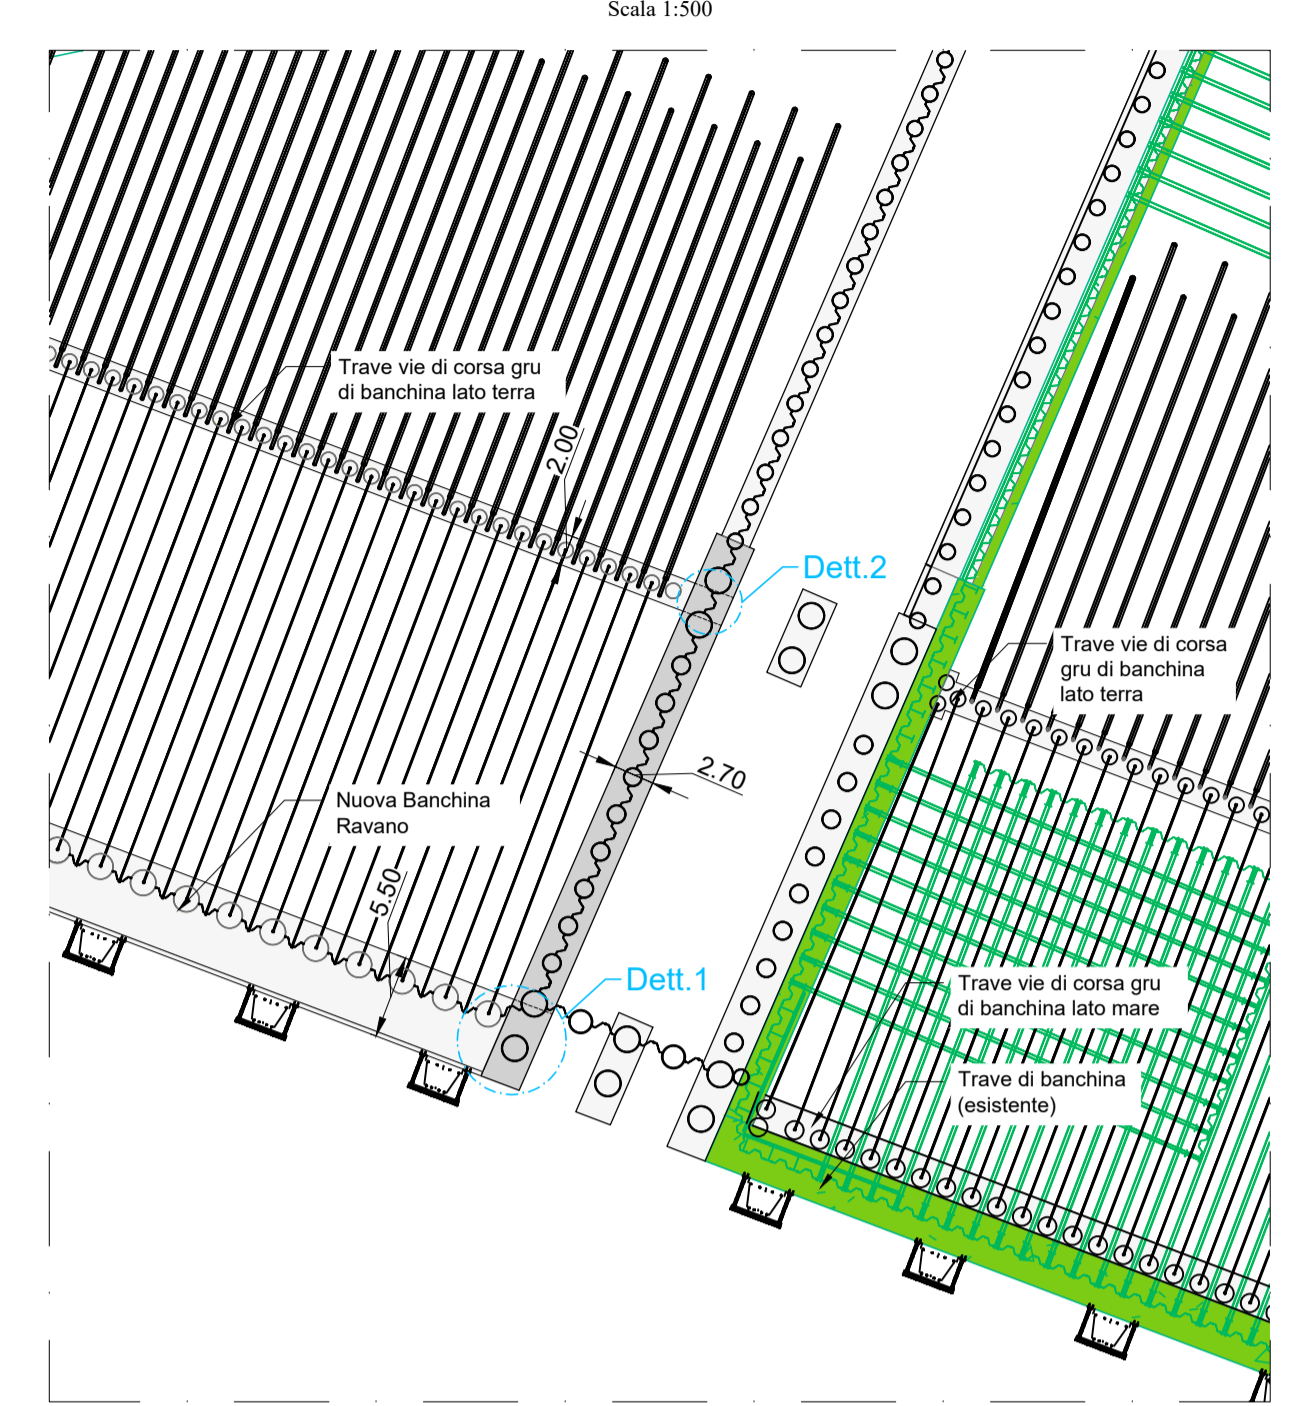 Scala 1:500
Trave vie di corsa gru
di banchina lato terra
2.00
Dett.2
Trave vie di corsa
gru di banchina
lato terra
2.70
Nuova Banchina
Ravano
5.50
Dett.1
Trave vie di corsa gru
di banchina lato mare
Trave di banchina
(esistente)